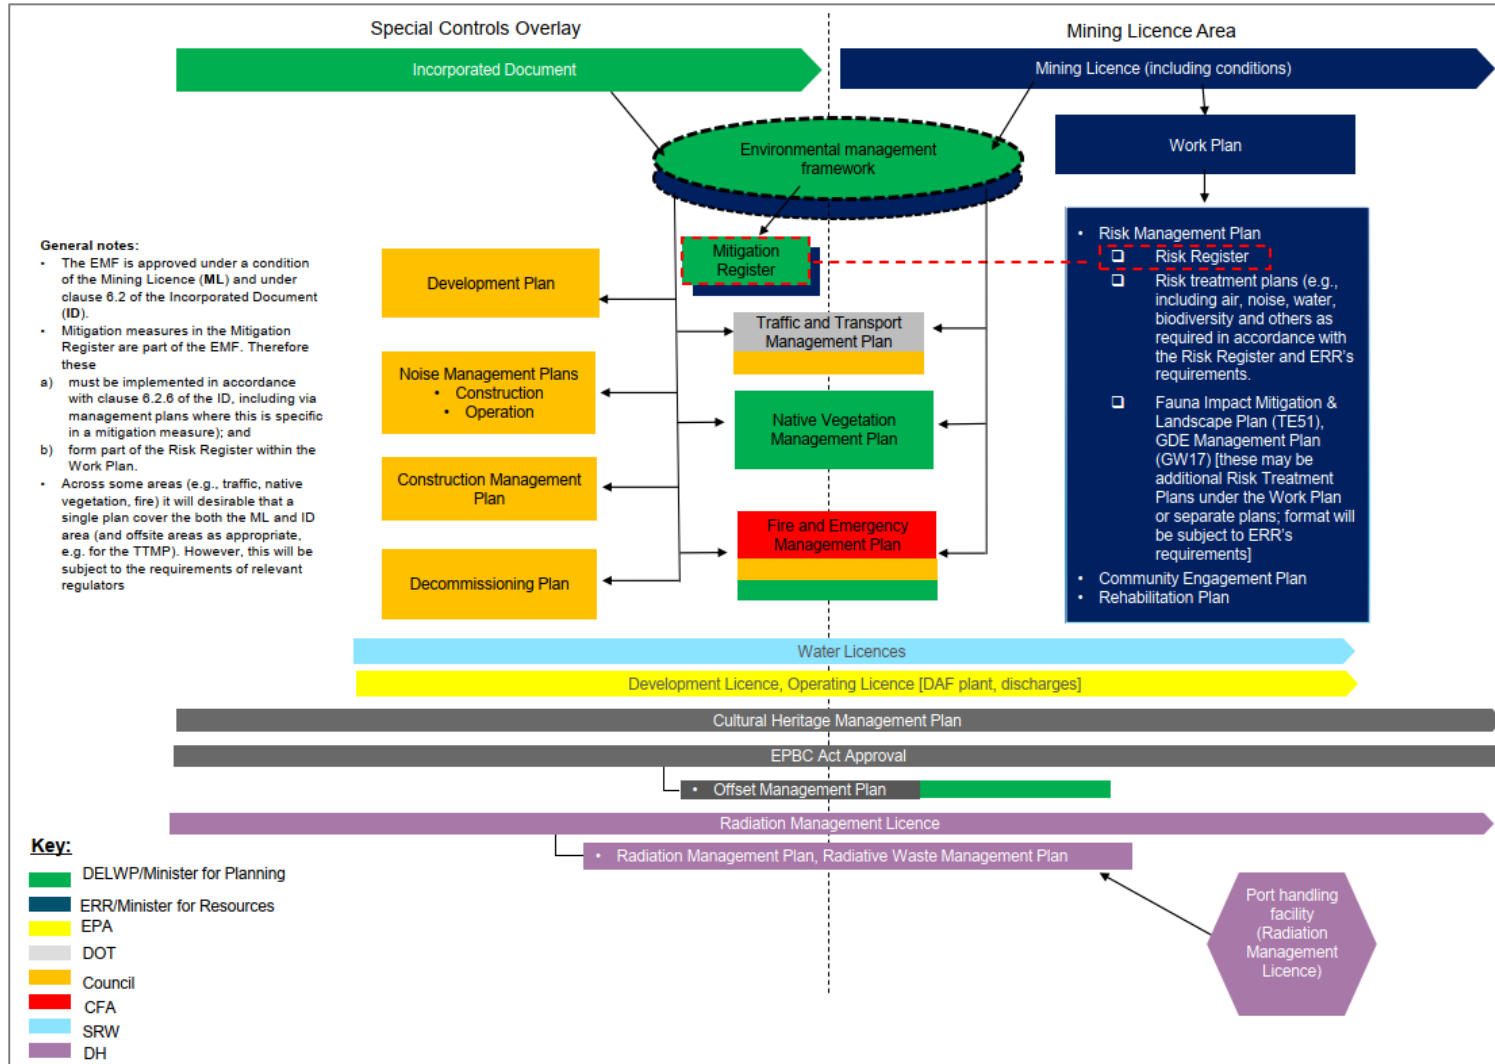 Special Controls Overlay
Mining Licence Area
Incorporated Document
Mining Licence (including conditions)
Environmental management
framework
Work Plan
General notes:
• The EMF is approved under a condition
of the Mining Licence (ML) and under
clause 6.2 of the Incorporated Document
(ID).
• Mitigation measures in the Mitigation
Register are part of the EMF. Therefore
these
a) must be implemented in accordance
with clause 6.2.6 of the ID, including via
management plans where this is specific
in a mitigation measure); and
b) form part of the Risk Register within the
Work Plan.
• Across some areas (e.g., traffic, native
vegetation, fire) it will desirable that a
single plan cover the both the ML and ID
area (and offsite areas as appropriate,
e.g. for the TTMP). However, this will be
subject to the requirements of relevant
regulators
Development Plan
Noise Management Plans
• Construction
• Operation
Construction Management
Plan
Decommissioning Plan
Mitigation
Register
Traffic and Transport
Management Plan
Native Vegetation
Management Plan
Fire and Emergency
Management Plan
• Risk Management Plan
❑ Risk Register
❑ Risk treatment plans (e.g.,
including air, noise, water,
biodiversity and others as
required in accordance with
the Risk Register and ERR's
requirements.
❑ Fauna Impact Mitigation &
Landscape Plan (TE51),
GDE Management Plan
(GW17) [these may be
additional Risk Treatment
Plans under the Work Plan
or separate plans; format will
be subject to ERR's
requirements]
• Community Engagement Plan
• Rehabilitation Plan
Water Licences
Development Licence, Operating Licence [DAF plant, discharges]
Cultural Heritage Management Plan
EPBC Act Approval
• Offset Management Plan
Radiation Management Licence
• Radiation Management Plan, Radiative Waste Management Plan
Port handling
facility
(Radiation
Management
Licence)
Key:
DELWP/Minister for Planning
ERR/Minister for Resources
EPA
DOT
Council
CFA
SRW
DH